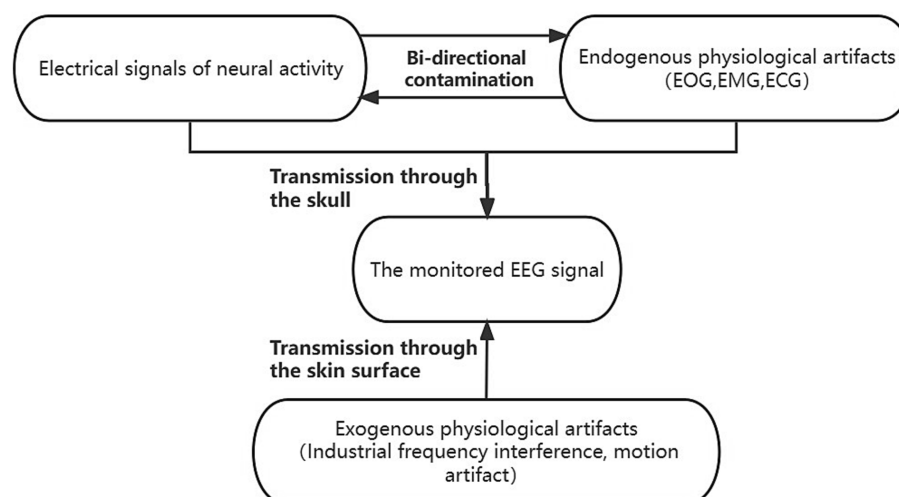 Electrical signals of neural activity
Bi-directional
contamination
Endogenous physiological artifacts
(EOG,EMG,ECG)
Transmission through
the skull
The monitored EEG signal
Transmission through
the skin surface
Exogenous physiological artifacts
(Industrial frequency interference, motion
artifact)